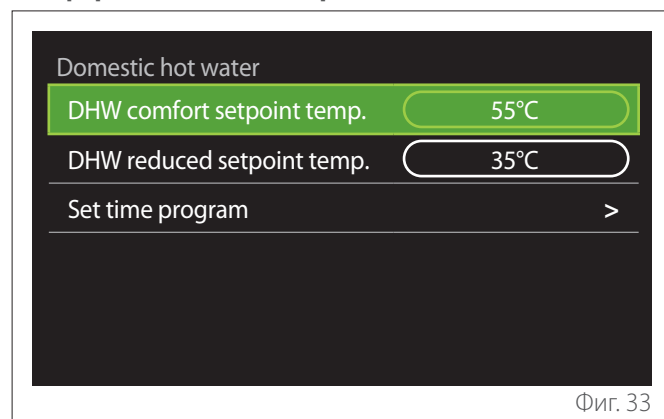 Domestic hot water
DHW comfort setpoint temp. 55°C
DHW reduced setpoint temp. 35°C
Set time program >
Фиг. 33